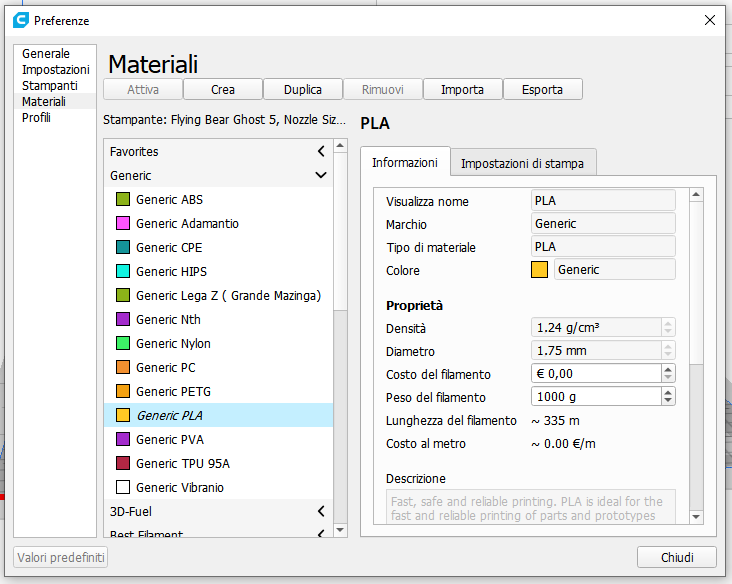 Preferenze
Generale
Impostazioni
Stampanti
Materiali
Profili
Materiali
Attiva
Crea
Duplica
Rimuovi
Importa
Esporta
Stampante: Flying Bear Ghost 5, Nozzle Siz...
Favorites
Generic
Generic ABS
Generic Adamantio
Generic CPE
Generic HIPS
Generic Lega Z ( Grande Mazinga)
Generic Nth
Generic Nylon
Generic PC
Generic PETG
Generic PLA
Generic PVA
Generic TPU 95A
Generic Vibranio
3D-Fuel
Best Filament
PLA
Informazioni
Impostazioni di stampa
Visualizza nome PLA
Marchio Generic
Tipo di materiale PLA
Colore Generic
Proprietà
Densità 1.24 g/cm³
Diametro 1.75 mm
Costo del filamento € 0,00
Peso del filamento 1000 g
Lunghezza del filamento ~ 335 m
Costo al metro ~ 0.00 €/m
Descrizione
Fast, safe and reliable printing. PLA is ideal for the
fast and reliable printing of parts and prototypes
Valori predefiniti
Chiudi